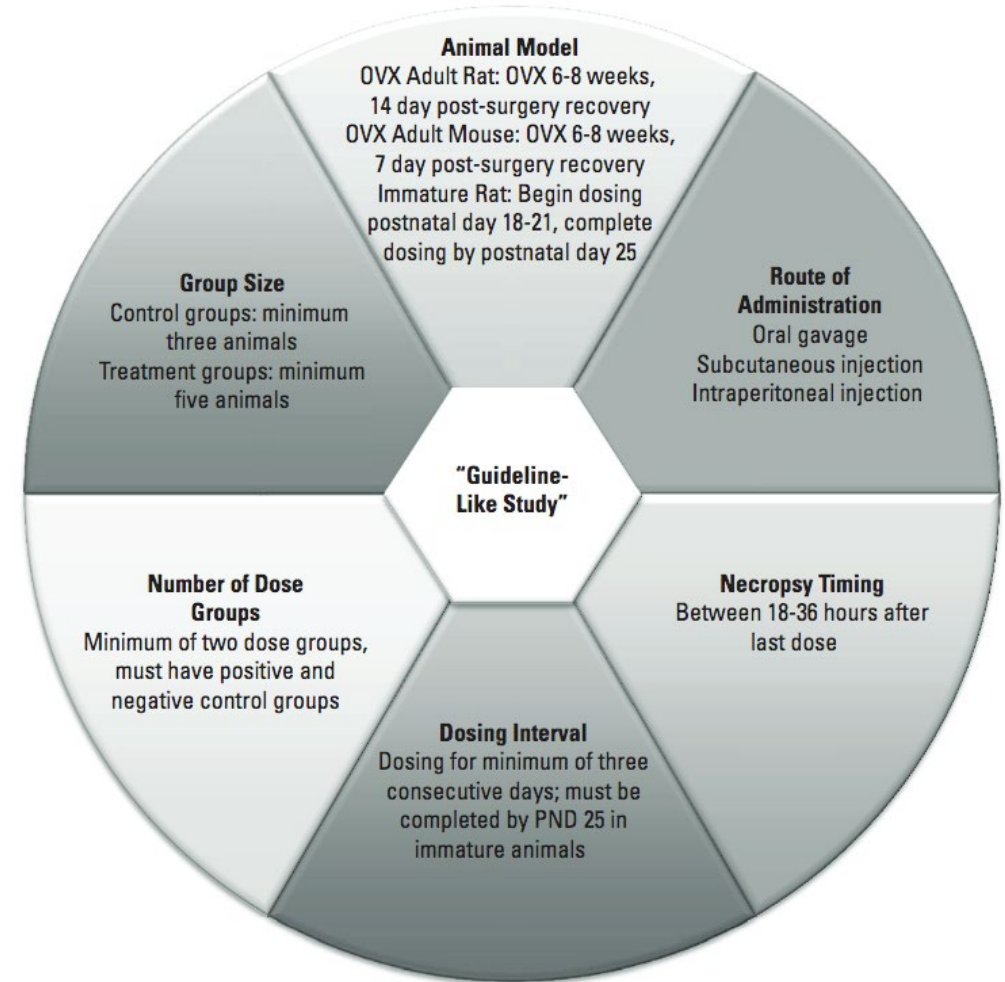 Animal Model
OVX Adult Rat: OVX 6-8 weeks,
14 day post-surgery recovery
OVX Adult Mouse: OVX 6-8 weeks,
7 day post-surgery recovery
Immature Rat: Begin dosing
postnatal day 18-21, complete
dosing by postnatal day 25
Route of
Administration
Oral gavage
Subcutaneous injection
Intraperitoneal injection
Necropsy Timing
Between 18-36 hours after
last dose
Dosing Interval
Dosing for minimum of three
consecutive days; must be
completed by PND 25 in
immature animals
Number of Dose
Groups
Minimum of two dose groups,
must have positive and
negative control groups
Group Size
Control groups: minimum
three animals
Treatment groups: minimum
five animals
“Guideline-
Like Study”